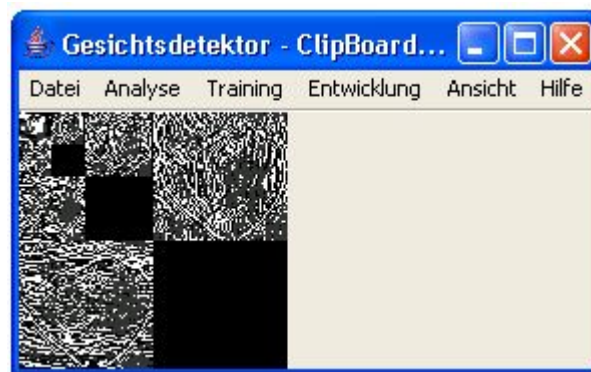 Gesichtsdetektor - ClipBoard...
Datei Analyse Training Entwicklung Ansicht Hilfe